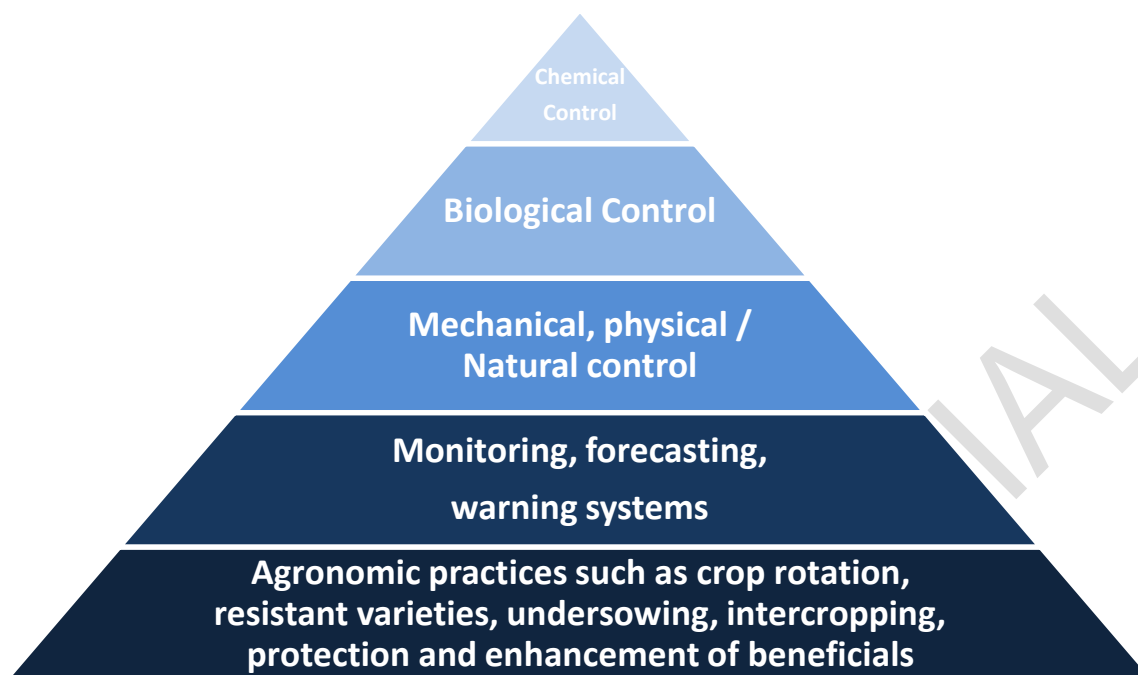 Chemical
Control
Biological Control
Mechanical, physical /
Natural control
Monitoring, forecasting,
warning systems
Agronomic practices such as crop rotation,
resistant varieties, undersowing, intercropping,
protection and enhancement of beneficials
IAL